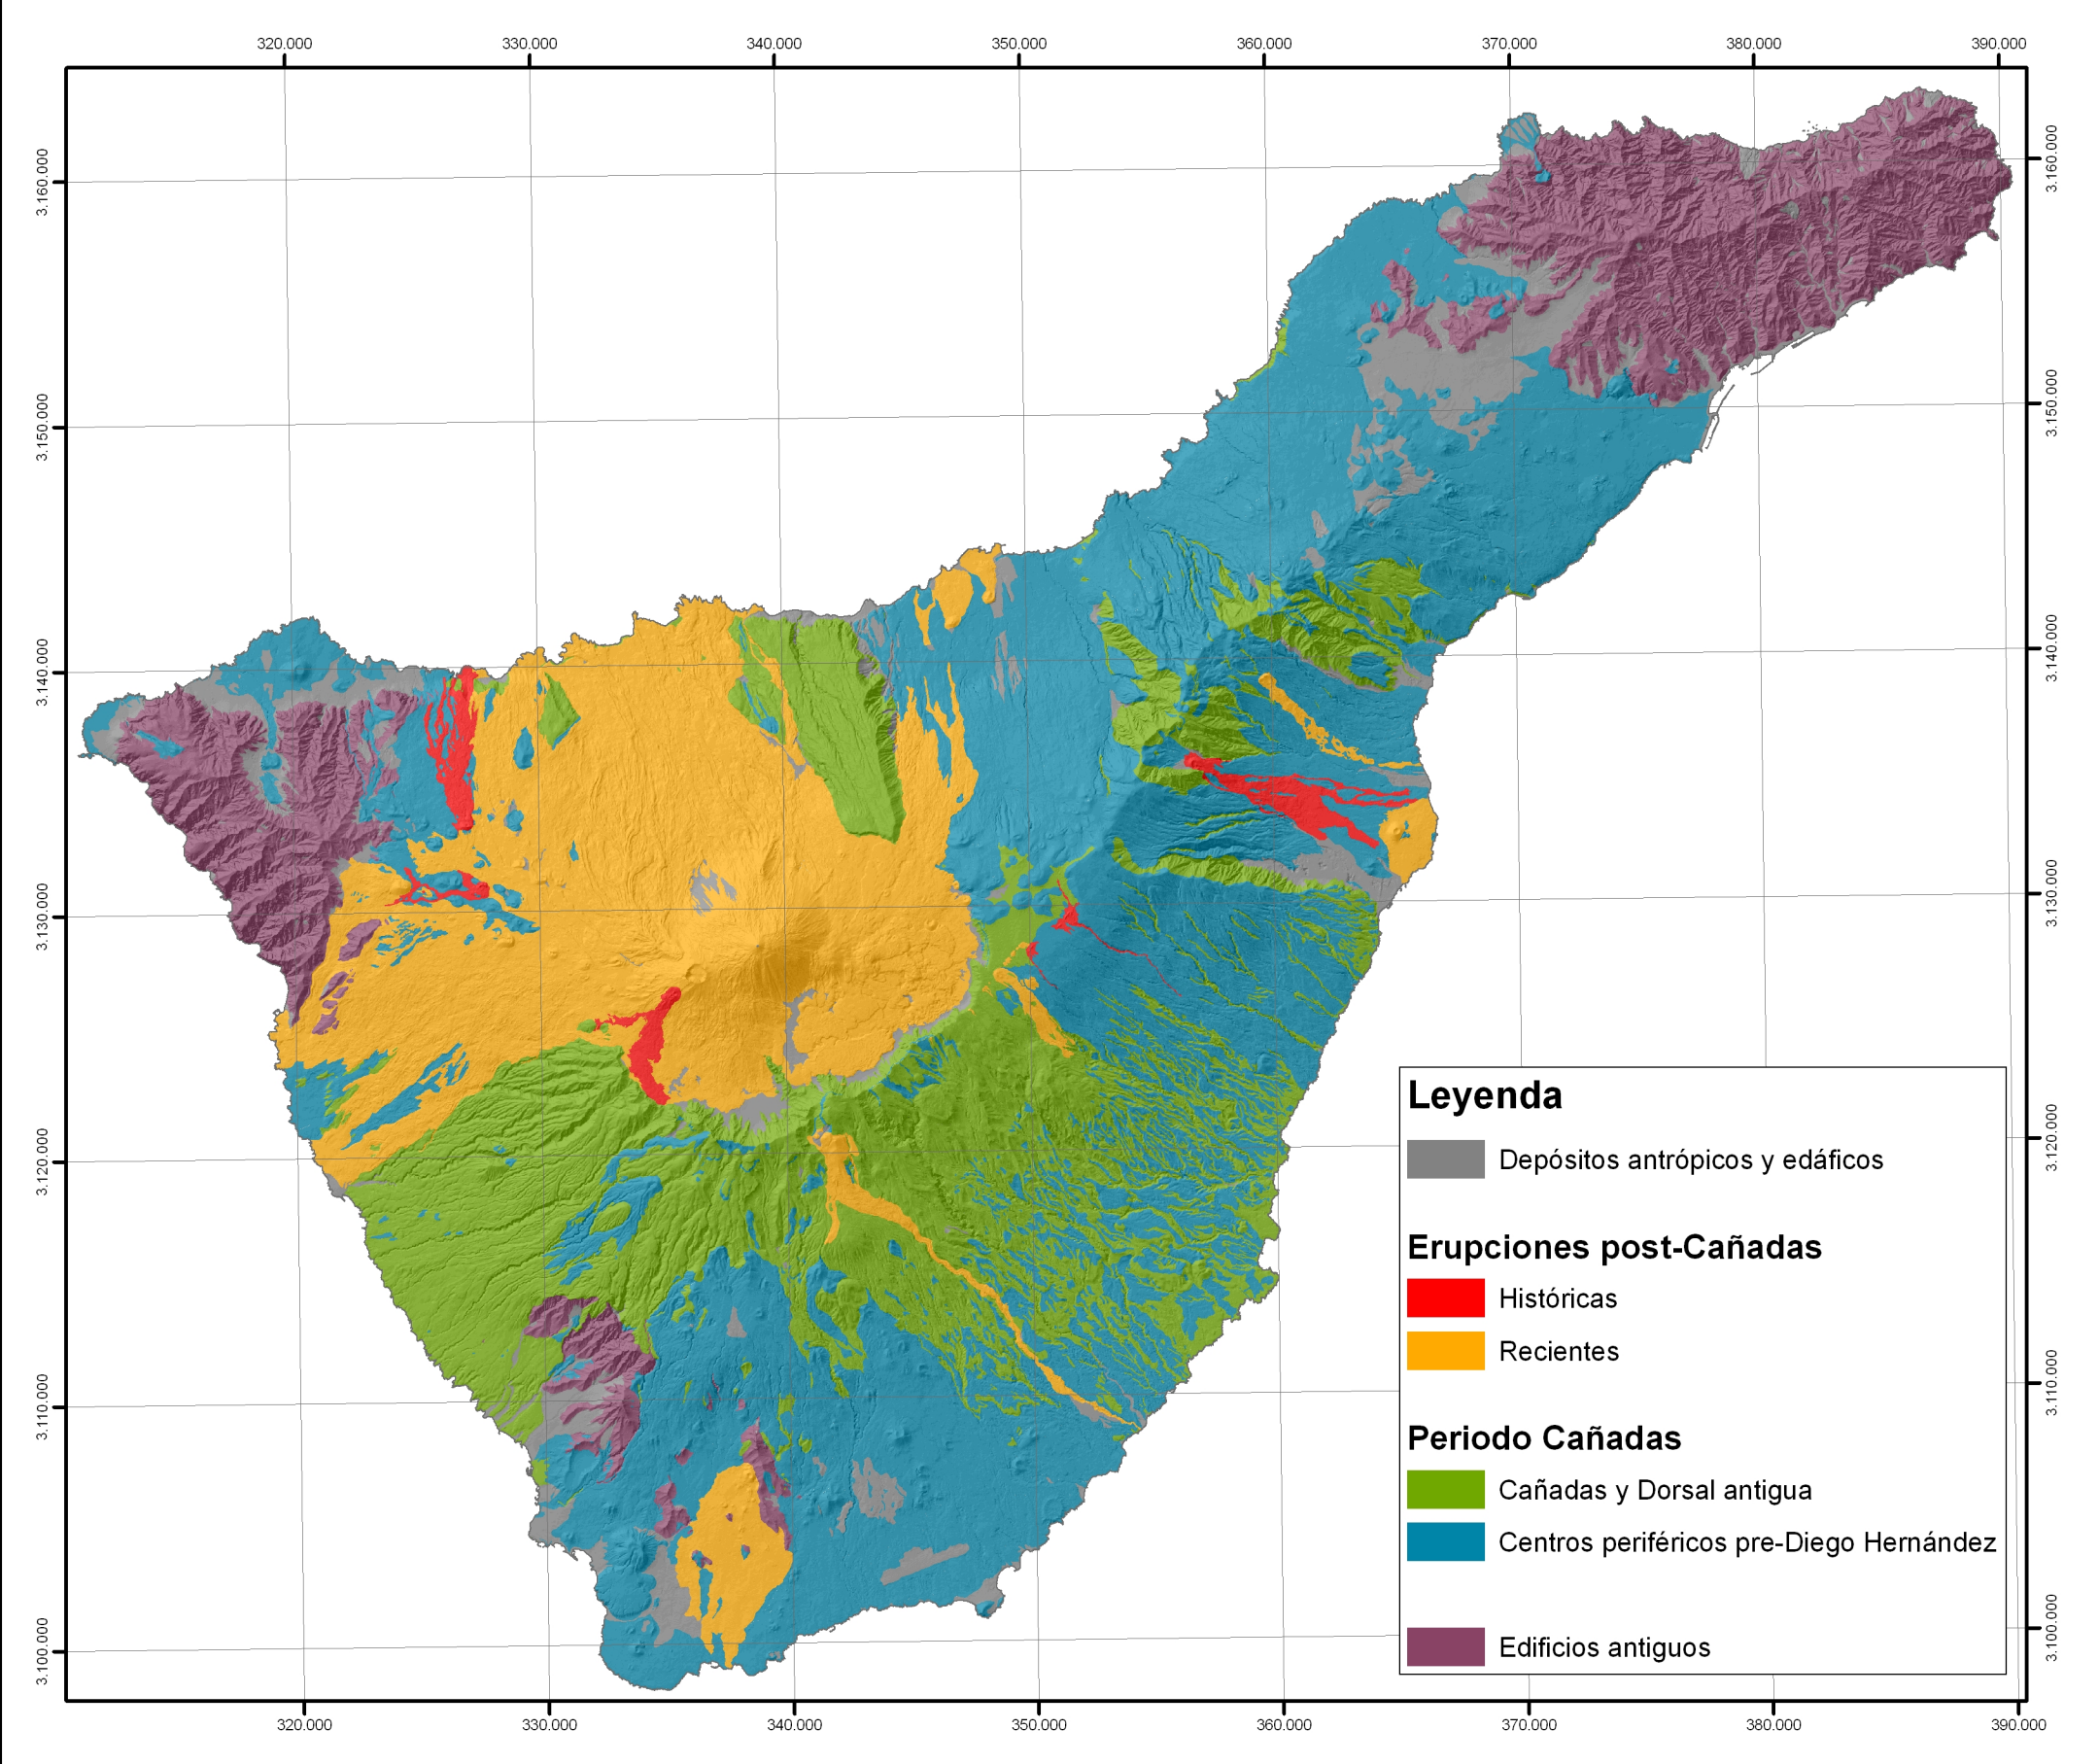 320.000 330.000 340.000 350.000 360.000 370.000 380.000 390.000
3.160.000 3.160.000
3.150.000 3.150.000
3.140.000 3.140.000
3.130.000 3.130.000
3.120.000 3.120.000
3.110.000 3.110.000
3.100.000 3.100.000
Leyenda
Depósitos antrópicos y edáficos
Erupciones post-Cañadas
Históricas
Recientes
Periodo Cañadas
Cañadas y Dorsal antigua
Centros periféricos pre-Diego Hernández
Edificios antiguos
320.000 330.000 340.000 350.000 360.000 370.000 380.000 390.000